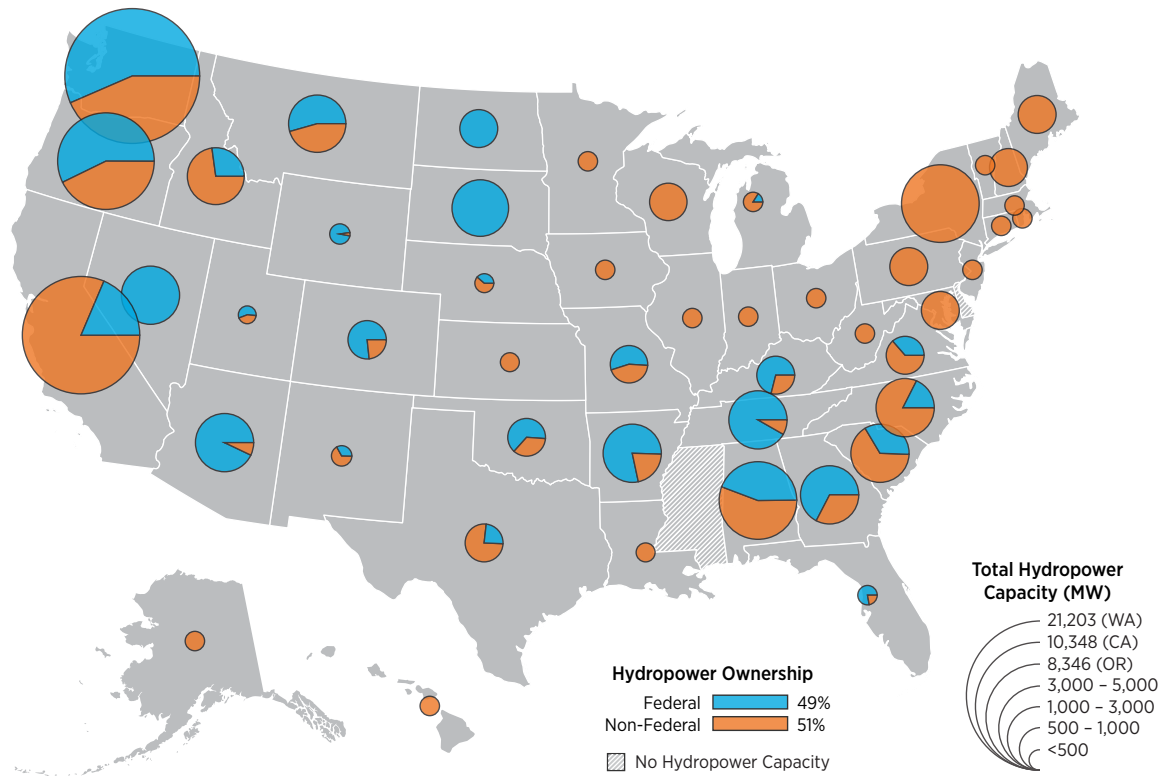 Hydropower Ownership
Federal 49%
Non-Federal 51%
No Hydropower Capacity
Total Hydropower
Capacity (MW)
21,203 (WA)
10,348 (CA)
8,346 (OR)
3,000 – 5,000
1,000 – 3,000
500 – 1,000
<500